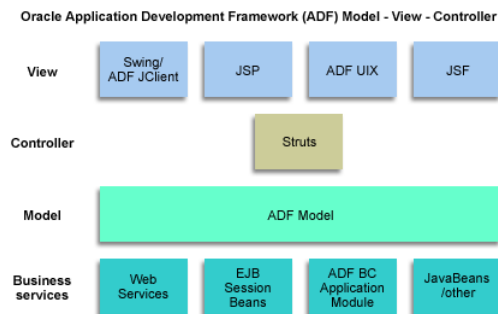 Oracle Application Development Framework (ADF) Model - View - Controller
View
Swing/
ADF JClient
JSP
ADF UIX
JSF
Controller
Struts
Model
ADF Model
Business
services
Web
Services
EJB
Session
Beans
ADF BC
Application
Module
JavaBeans
/other